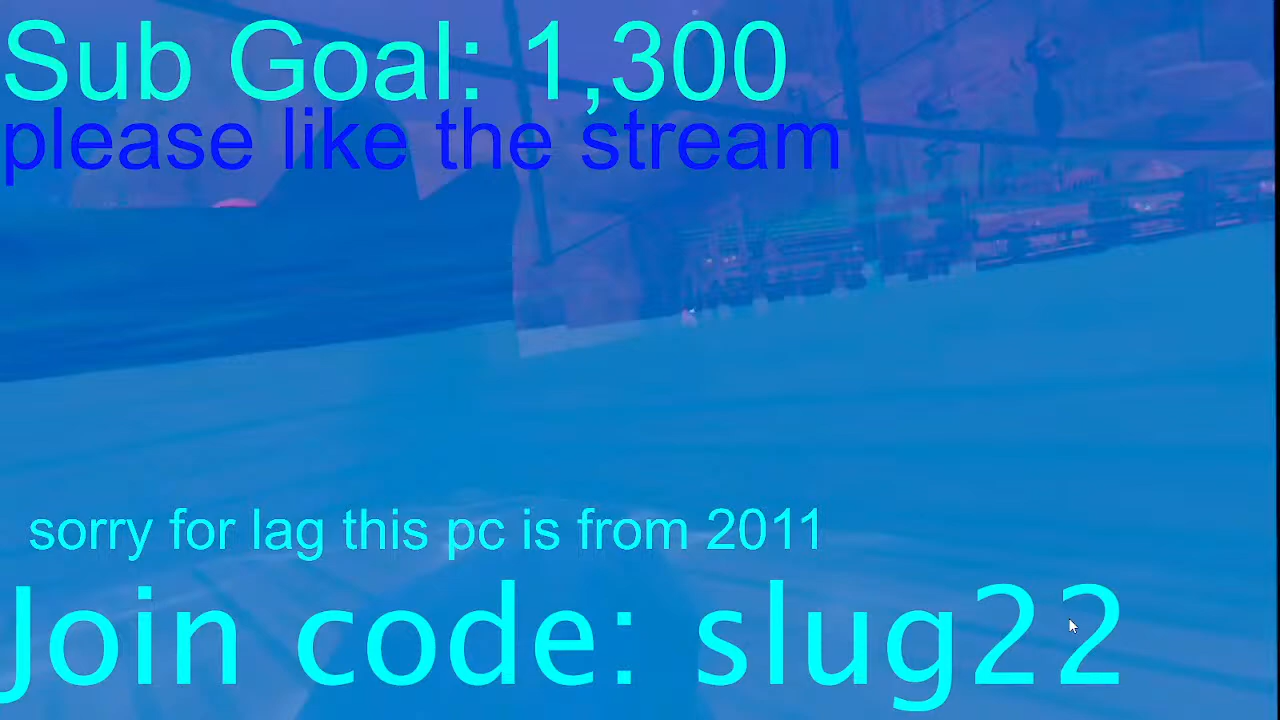 Sub Goal: 1,300
please like the stream
sorry for lag this pc is from 2011
Join code: slug22